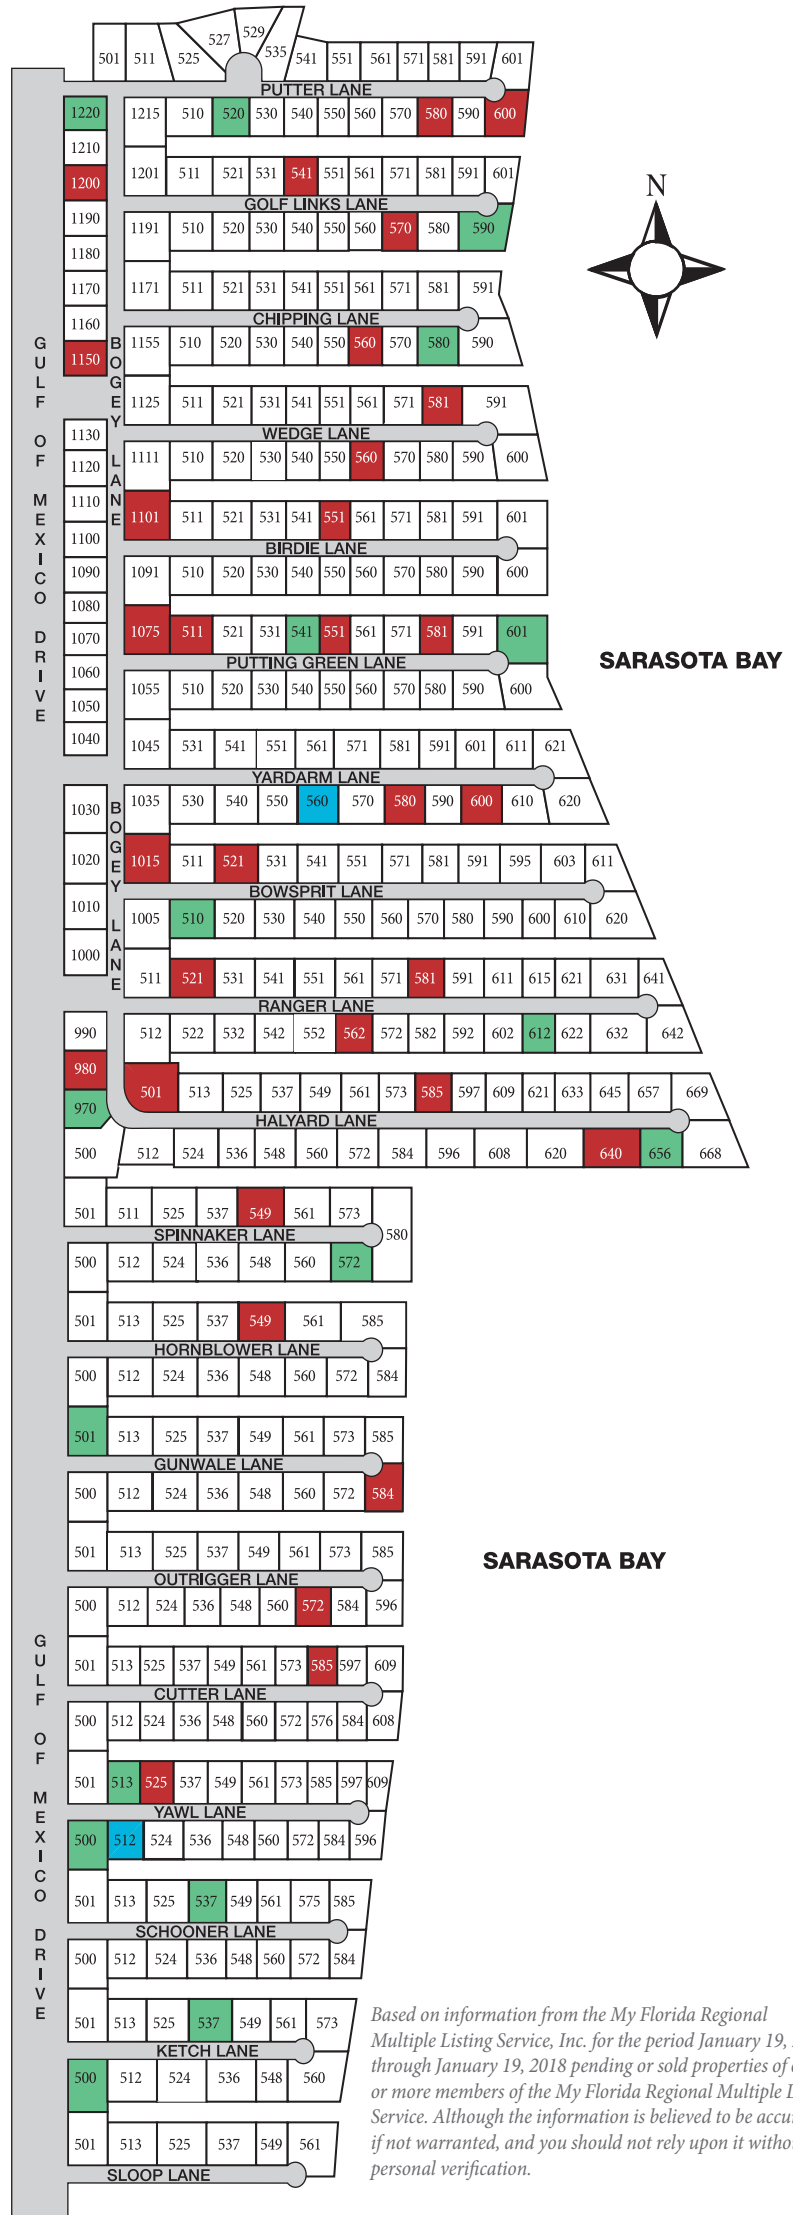 501 511 525 527 529 535 541 551 561 571 581 591 601
PUTTER LANE
1220 1215 510 520 530 540 550 560 570 580 590 600
1210
1200 1201 511 521 531 541 551 561 571 581 591 601
GOLF LINKS LANE
1190 1191 510 520 530 540 550 560 570 580 590
1180
1170 1171 511 521 531 541 551 561 571 581 591
CHIPPING LANE
1160
1150 1155 510 520 530 540 550 560 570 580 590
GULF OF MEXICO DRIVE
BOGEY LANE
1125 511 521 531 541 551 561 571 581 591
WEDGE LANE
1130
1120 1111 510 520 530 540 550 560 570 580 590 600
1110 1101 511 521 531 541 551 561 571 581 591 601
1100
BIRDIE LANE
1090 1091 510 520 530 540 550 560 570 580 590 600
1080
1070 1075 511 521 531 541 551 561 571 581 591 601
PUTTING GREEN LANE
SARASOTA BAY
1060
1050 1055 510 520 530 540 550 560 570 580 590 600
1040 1045 531 541 551 561 571 581 591 601 611 621
YARDARM LANE
1030 1035 530 540 550 560 570 580 590 600 610 620
BOGEY LANE
1020 1015 511 521 531 541 551 571 581 591 595 603 611
BOWSPRIT LANE
1010 1005 510 520 530 540 550 560 570 580 590 600 610 620
1000
511 521 531 541 551 561 571 581 591 611 615 621 631 641
RANGER LANE
990 512 522 532 542 552 562 572 582 592 602 612 622 632 642
980
970 501 513 525 537 549 561 573 585 597 609 621 633 645 657 669
HALYARD LANE
500 512 524 536 548 560 572 584 596 608 620 640 656 668
501 511 525 537 549 561 573 580
SPINNAKER LANE
500 512 524 536 548 560 572
501 513 525 537 549 561 585
HORNBLOWER LANE
500 512 524 536 548 560 572 584
501 513 525 537 549 561 573 585
GUNWALE LANE
500 512 524 536 548 560 572 584
501 513 525 537 549 561 573 585
OUTRIGGER LANE
SARASOTA BAY
500 512 524 536 548 560 572 584 596
GULF OF MEXICO DRIVE
501 513 525 537 549 561 573 585 597 609
CUTTER LANE
500 512 524 536 548 560 572 576 584 608
501 513 525 537 549 561 573 585 597 609
YAWL LANE
500 512 524 536 548 560 572 584 596
501 513 525 537 549 561 575 585
SCHOONER LANE
500 512 524 536 548 560 572 584
501 513 525 537 549 561 573
KETCH LANE
500 512 524 536 548 560
501 513 525 537 549 561
SLOOP LANE
N
Based on information from the My Florida Regional
Multiple Listing Service, Inc. for the period January 19,
through January 19, 2018 pending or sold properties of
or more members of the My Florida Regional Multiple
Service. Although the information is believed to be
if not warranted, and you should not rely upon it
personal verification.